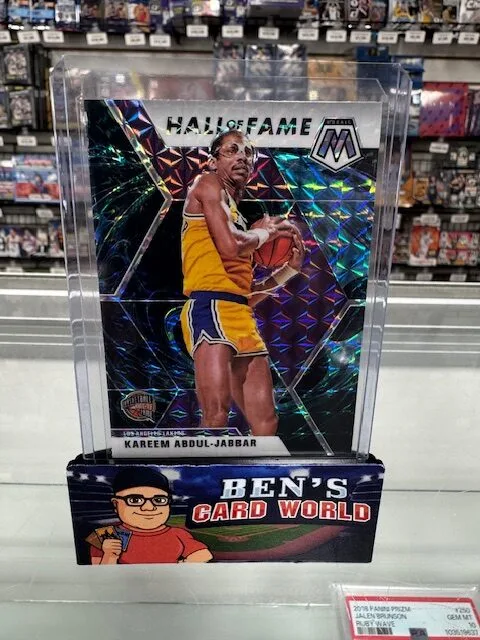 HALL OF FAME
MOSAIC
M
LOS ANGELES LAKERS
KAREEM ABDUL-JABBAR
BEN'S
CARD WORLD
2018 PANINI PRIZM #250
JALEN BRUNSON GEM MT
RUBY WAVE 10